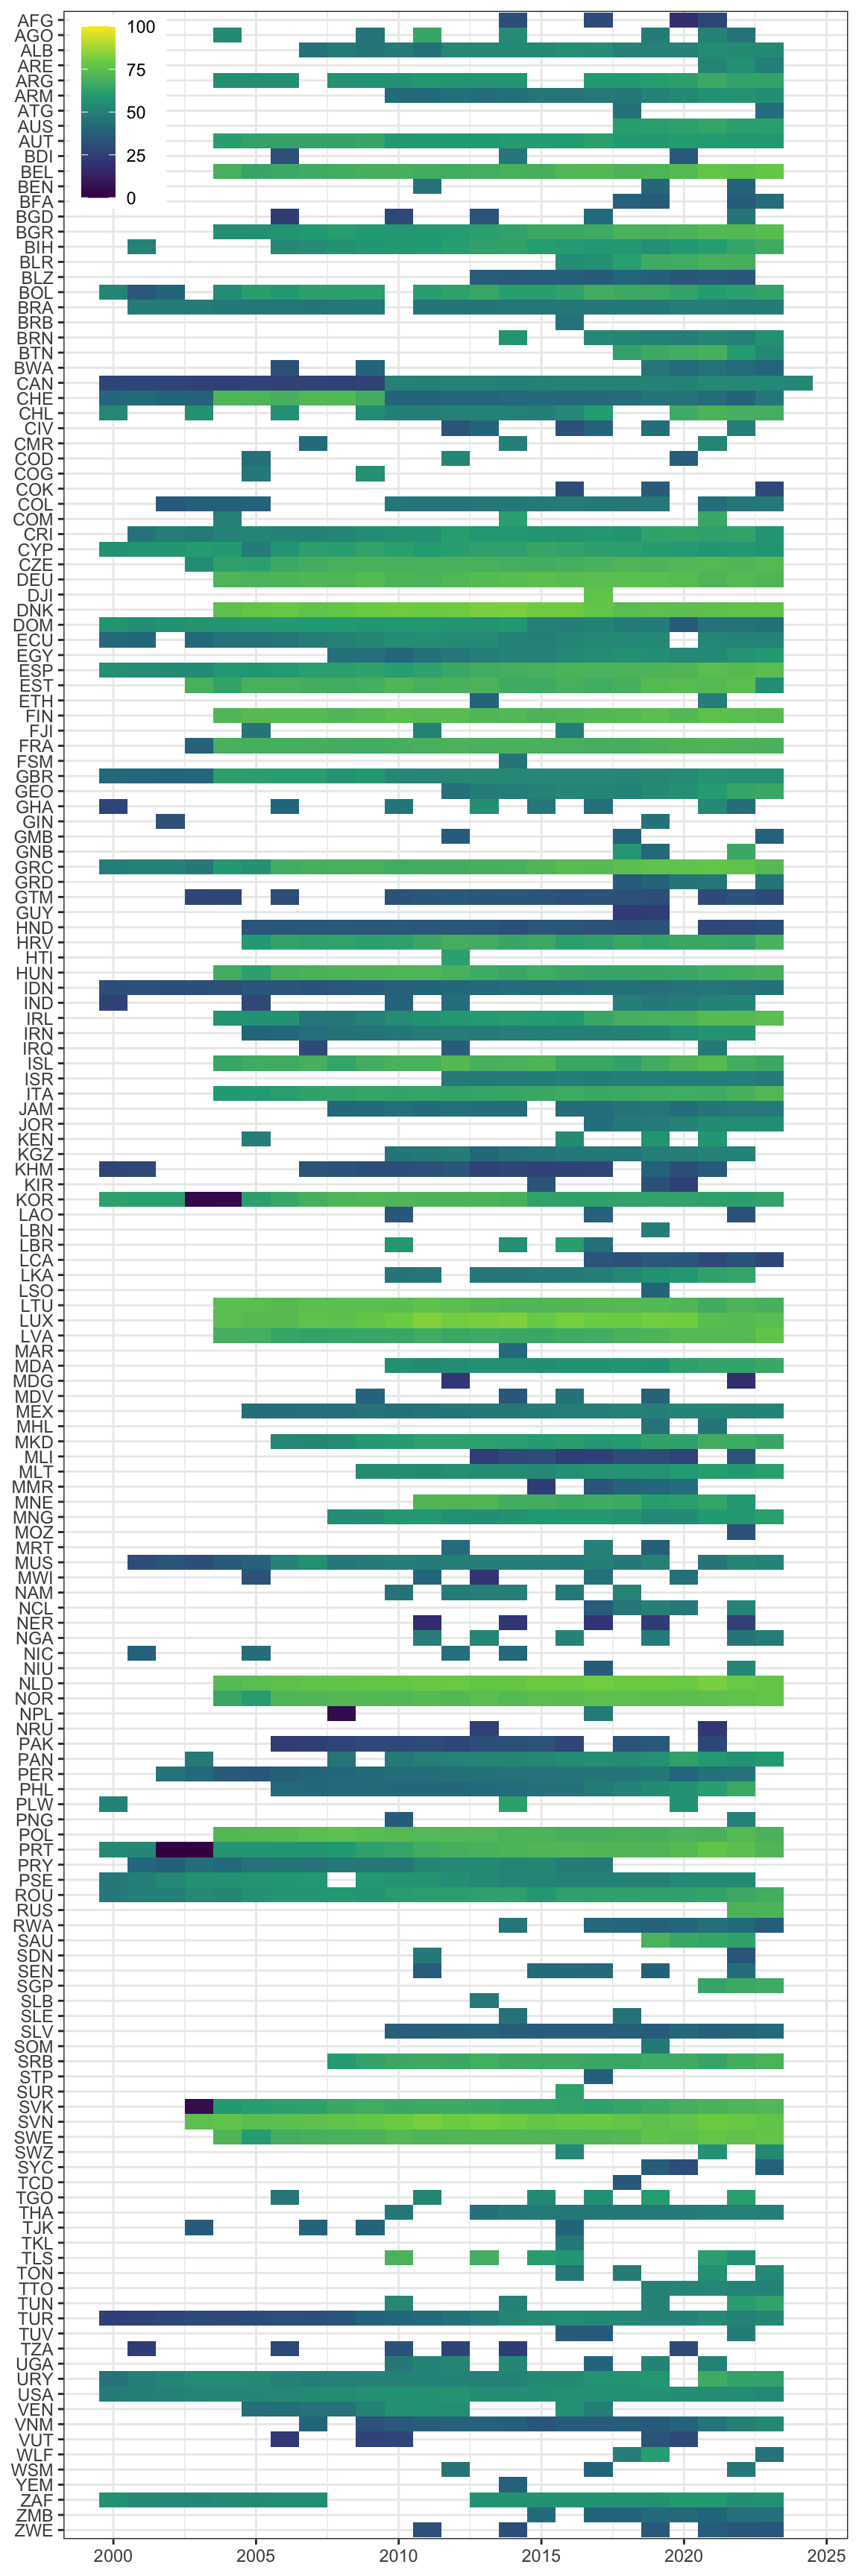 AFG
AGO
ALB
ARE
ARG
ARM
ATG
AUS
AUT
BDI
BEL
BEN
BFA
BGD
BGR
BIH
BLR
BLZ
BOL
BRA
BRB
BRN
BTN
BWA
CAN
CHE
CHL
CIV
CMR
COD
COG
COK
COL
COM
CRI
CYP
CZE
DEU
DJI
DNK
DOM
ECU
EGY
ESP
EST
ETH
FIN
FJI
FRA
FSM
GBR
GEO
GHA
GIN
GMB
GNB
GRC
GRD
GTM
GUY
HND
HRV
HTI
HUN
IDN
IND
IRL
IRN
IRQ
ISL
ISR
ITA
JAM
JOR
KEN
KGZ
KHM
KIR
KOR
LAO
LBN
LBR
LCA
LKA
LSO
LTU
LUX
LVA
MAR
MDA
MDG
MDV
MEX
MHL
MKD
MLI
MLT
MMR
MNE
MNG
MOZ
MRT
MUS
MWI
NAM
NCL
NER
NGA
NIC
NIU
NLD
NOR
NPL
NRU
PAK
PAN
PER
PHL
PLW
PNG
POL
PRT
PRY
PSE
ROU
RUS
RWA
SAU
SDN
SEN
SGP
SLB
SLE
SLV
SOM
SRB
STP
SUR
SVK
SVN
SWE
SWZ
SYC
TCD
TGO
THA
TJK
TKL
TLS
TON
TTO
TUN
TUR
TUV
TZA
UGA
URY
USA
VEN
VNM
VUT
WLF
WSM
YEM
ZAF
ZMB
ZWE
100
75
50
25
0
2000 2005 2010 2015 2020 2025